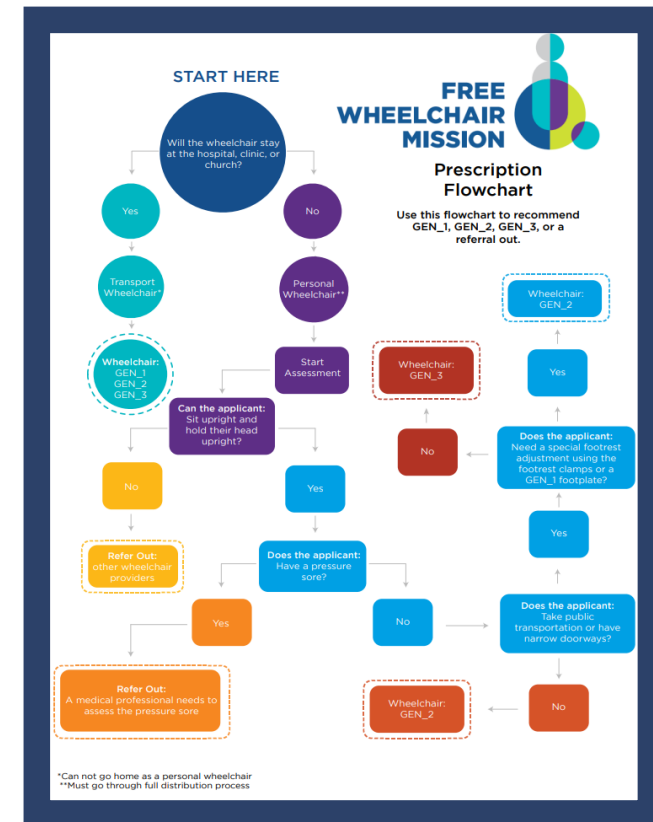 START HERE
Will the wheelchair stay
at the hospital, clinic, or
church?
FREE
WHEELCHAIR
MISSION
Prescription
Flowchart
Use this flowchart to recommend
GEN_1, GEN_2, GEN_3, or a
referral out.
Yes
No
Transport
Wheelchair*
Personal
Wheelchair**
Wheelchair:
GEN_1
GEN_2
GEN_3
Start
Assessment
Can the applicant:
Sit upright and
hold their head
upright?
No
Yes
Refer Out:
other wheelchair
providers
Does the applicant:
Have a pressure
sore?
Yes
No
Refer Out:
A medical professional needs to
assess the pressure sore
Does the applicant:
Take public
transportation or have
narrow doorways?
No
Wheelchair:
GEN_2
Yes
Does the applicant:
Need a special footrest
adjustment using the
footrest clamps or a
GEN_1 footplate?
No
Wheelchair:
GEN_3
Yes
Wheelchair:
GEN_2
*Can not go home as a personal wheelchair
**Must go through full distribution process